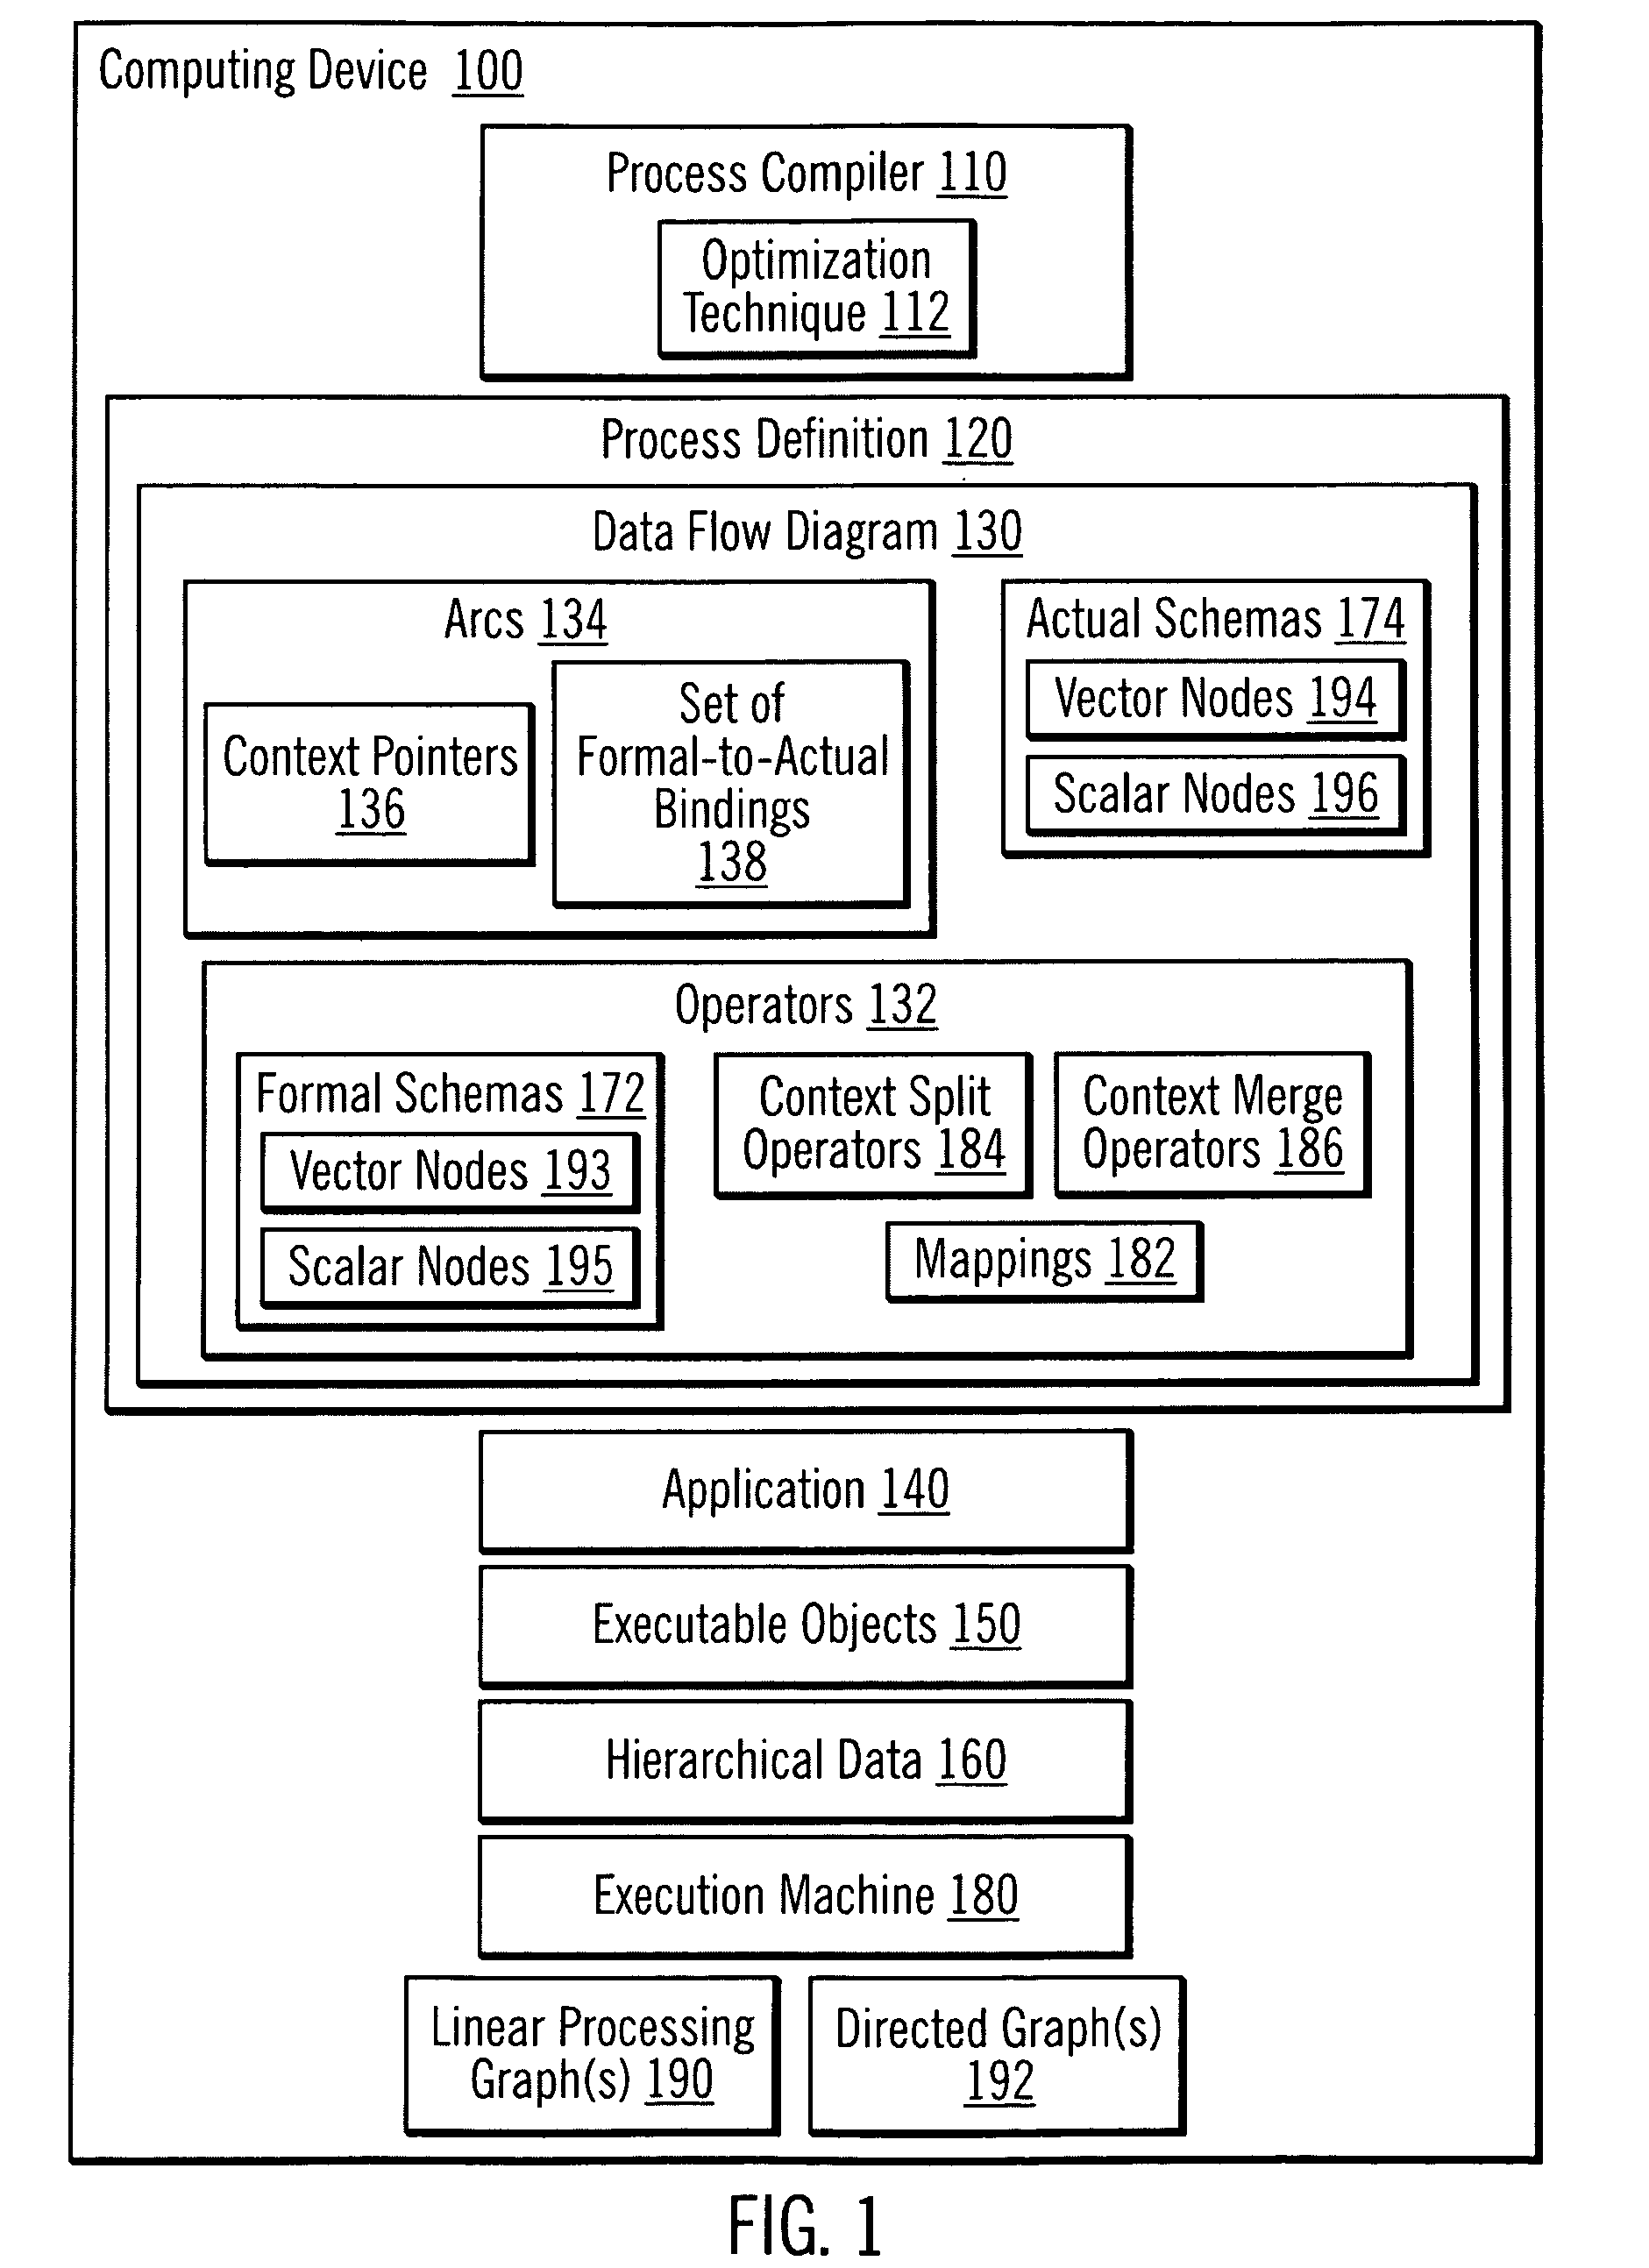 Computing Device 100
Process Compiler 110
Optimization
Technique 112
Process Definition 120
Data Flow Diagram 130
Arcs 134
Context Pointers
136
Set of
Formal-to-Actual
Bindings
138
Actual Schemas 174
Vector Nodes 194
Scalar Nodes 196
Operators 132
Formal Schemas 172
Vector Nodes 193
Scalar Nodes 195
Context Split
Operators 184
Context Merge
Operators 186
Mappings 182
Application 140
Executable Objects 150
Hierarchical Data 160
Execution Machine 180
Linear Processing
Graph(s) 190
Directed Graph(s)
192
FIG. 1